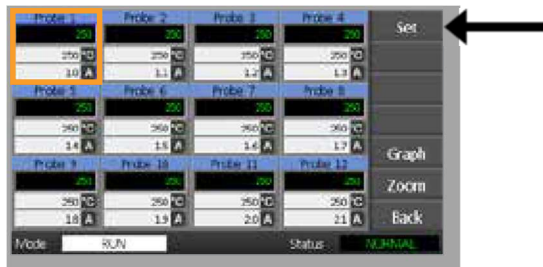 Probe 1 Probe 2 Probe 3 Probe 4 Set
250 250 250 250
250 °C 250 °C 250 °C 250 °C
1.0 A 1.1 A 1.2 A 1.3 A
Probe 5 Probe 6 Probe 7 Probe 8
250 250 250 250
250 °C 250 °C 250 °C 250 °C
1.4 A 1.5 A 1.6 A 1.7 A Graph
Probe 9 Probe 10 Probe 11 Probe 12
250 250 250 250 Zoom
250 °C 250 °C 250 °C 250 °C
1.8 A 1.9 A 2.0 A 2.1 A Back
Mode RUN Status NORMAL